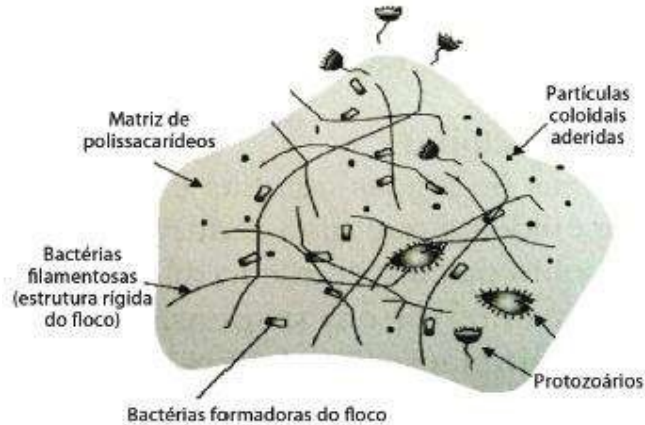 Matriz de
polissacarídeos
Partículas
coloidais
aderidas
Bactérias
filamentosas
(estrutura rígida
do floco)
Protozoários
Bactérias formadoras do floco